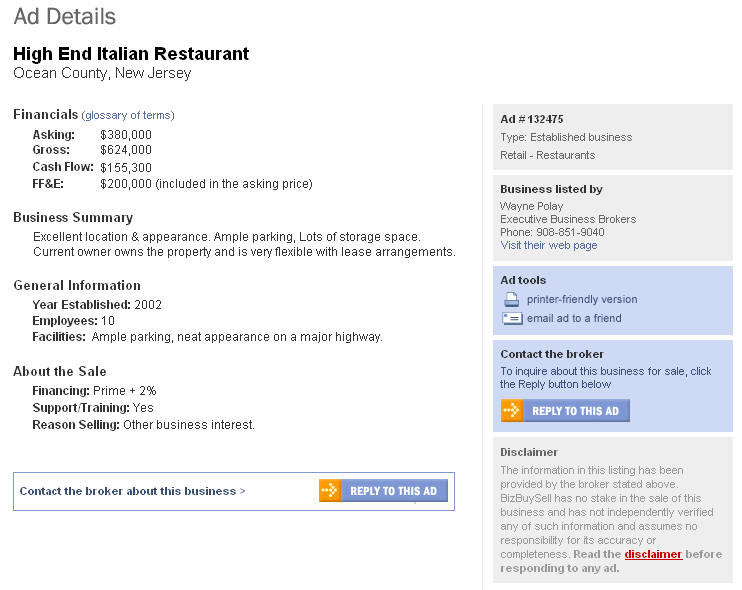 Ad Details
High End Italian Restaurant
Ocean County, New Jersey
Financials (glossary of terms)
Asking: $380,000
Gross: $624,000
Cash Flow: $155,300
FF&E: $200,000 (included in the asking price)
Business Summary
Excellent location & appearance. Ample parking, Lots of storage space.
Current owner owns the property and is very flexible with lease arrangements.
General Information
Year Established: 2002
Employees: 10
Facilities: Ample parking, neat appearance on a major highway.
About the Sale
Financing: Prime + 2%
Support/Training: Yes
Reason Selling: Other business interest.
Contact the broker about this business >
REPLY TO THIS AD
Ad # 132475
Type: Established business
Retail - Restaurants
Business listed by
Wayne Polay
Executive Business Brokers
Phone: 908-851-9040
Visit their web page
Ad tools
printer-friendly version
email ad to a friend
Contact the broker
To inquire about this business for sale, click
the Reply button below
REPLY TO THIS AD
Disclaimer
The information in this listing has been
provided by the broker stated above.
BizBuySell has no stake in the sale of this
business and has not independently verified
any of such information and assumes no
responsibility for its accuracy or
completeness. Read the disclaimer before
responding to any ad.